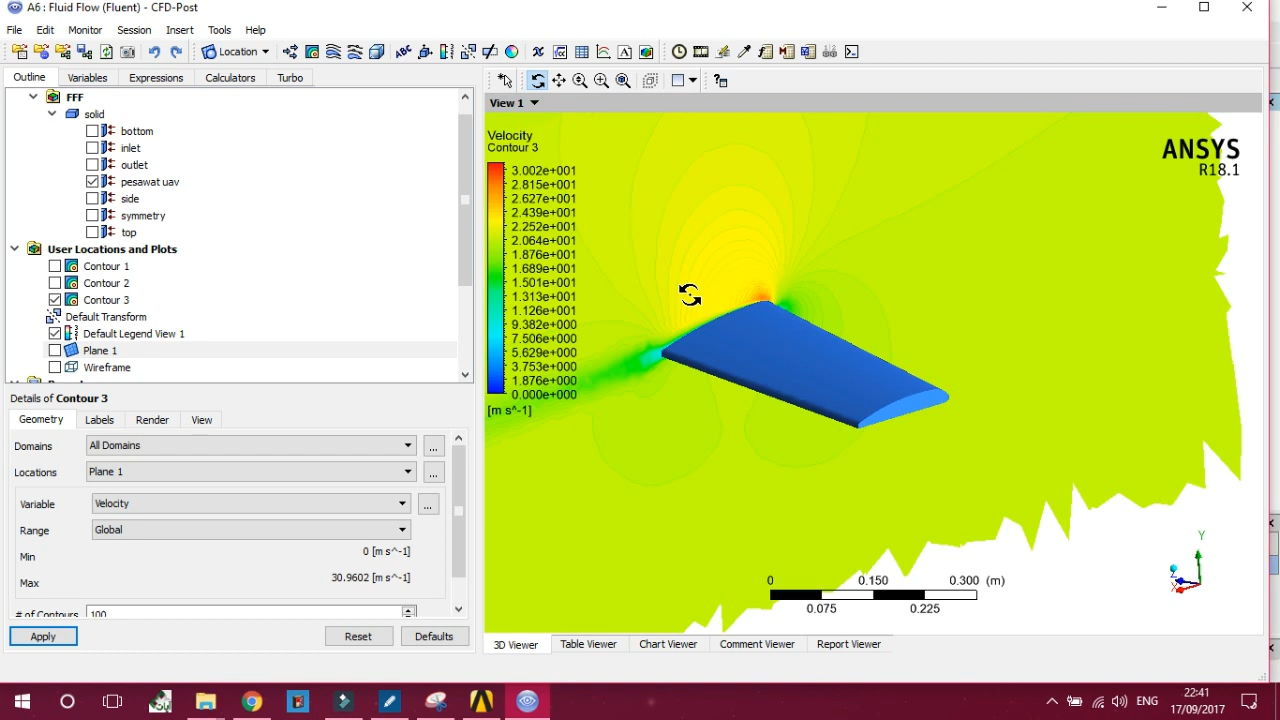 A6 : Fluid Flow (Fluent) - CFD-Post
File Edit Monitor Session Insert Tools Help
Location
Outline Variables Expressions Calculators Turbo
FFF
solid
bottom
inlet
outlet
pesawat uav
side
symmetry
top
User Locations and Plots
Contour 1
Contour 2
Contour 3
Default Transform
Default Legend View 1
Plane 1
Wireframe
Details of Contour 3
Geometry Labels Render View
Domains All Domains ...
Locations Plane 1 ...
Variable Velocity ...
Range Global
Min 0 [m s^-1]
Max 30.9602 [m s^-1]
# of Contour 100
Apply Reset Defaults
View 1
Velocity
Contour 3
3.002e+001
2.815e+001
2.627e+001
2.439e+001
2.252e+001
2.064e+001
1.876e+001
1.689e+001
1.501e+001
1.313e+001
1.126e+001
9.382e+000
7.506e+000
5.629e+000
3.753e+000
1.876e+000
0.000e+000
[m s^-1]
ANSYS
R18.1
0 0.150 0.300 (m)
0.075 0.225
Y
Z
X
3D Viewer Table Viewer Chart Viewer Comment Viewer Report Viewer
ENG
22:41
17/09/2017